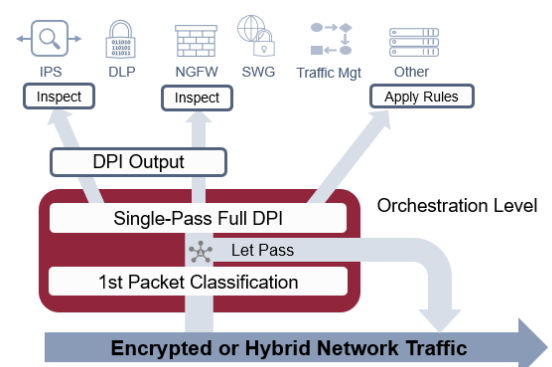 IPS DLP NGFW SWG Traffic Mgt Other
Inspect Inspect Apply Rules
DPI Output
Single-Pass Full DPI
Orchestration Level
Let Pass
1st Packet Classification
Encrypted or Hybrid Network Traffic